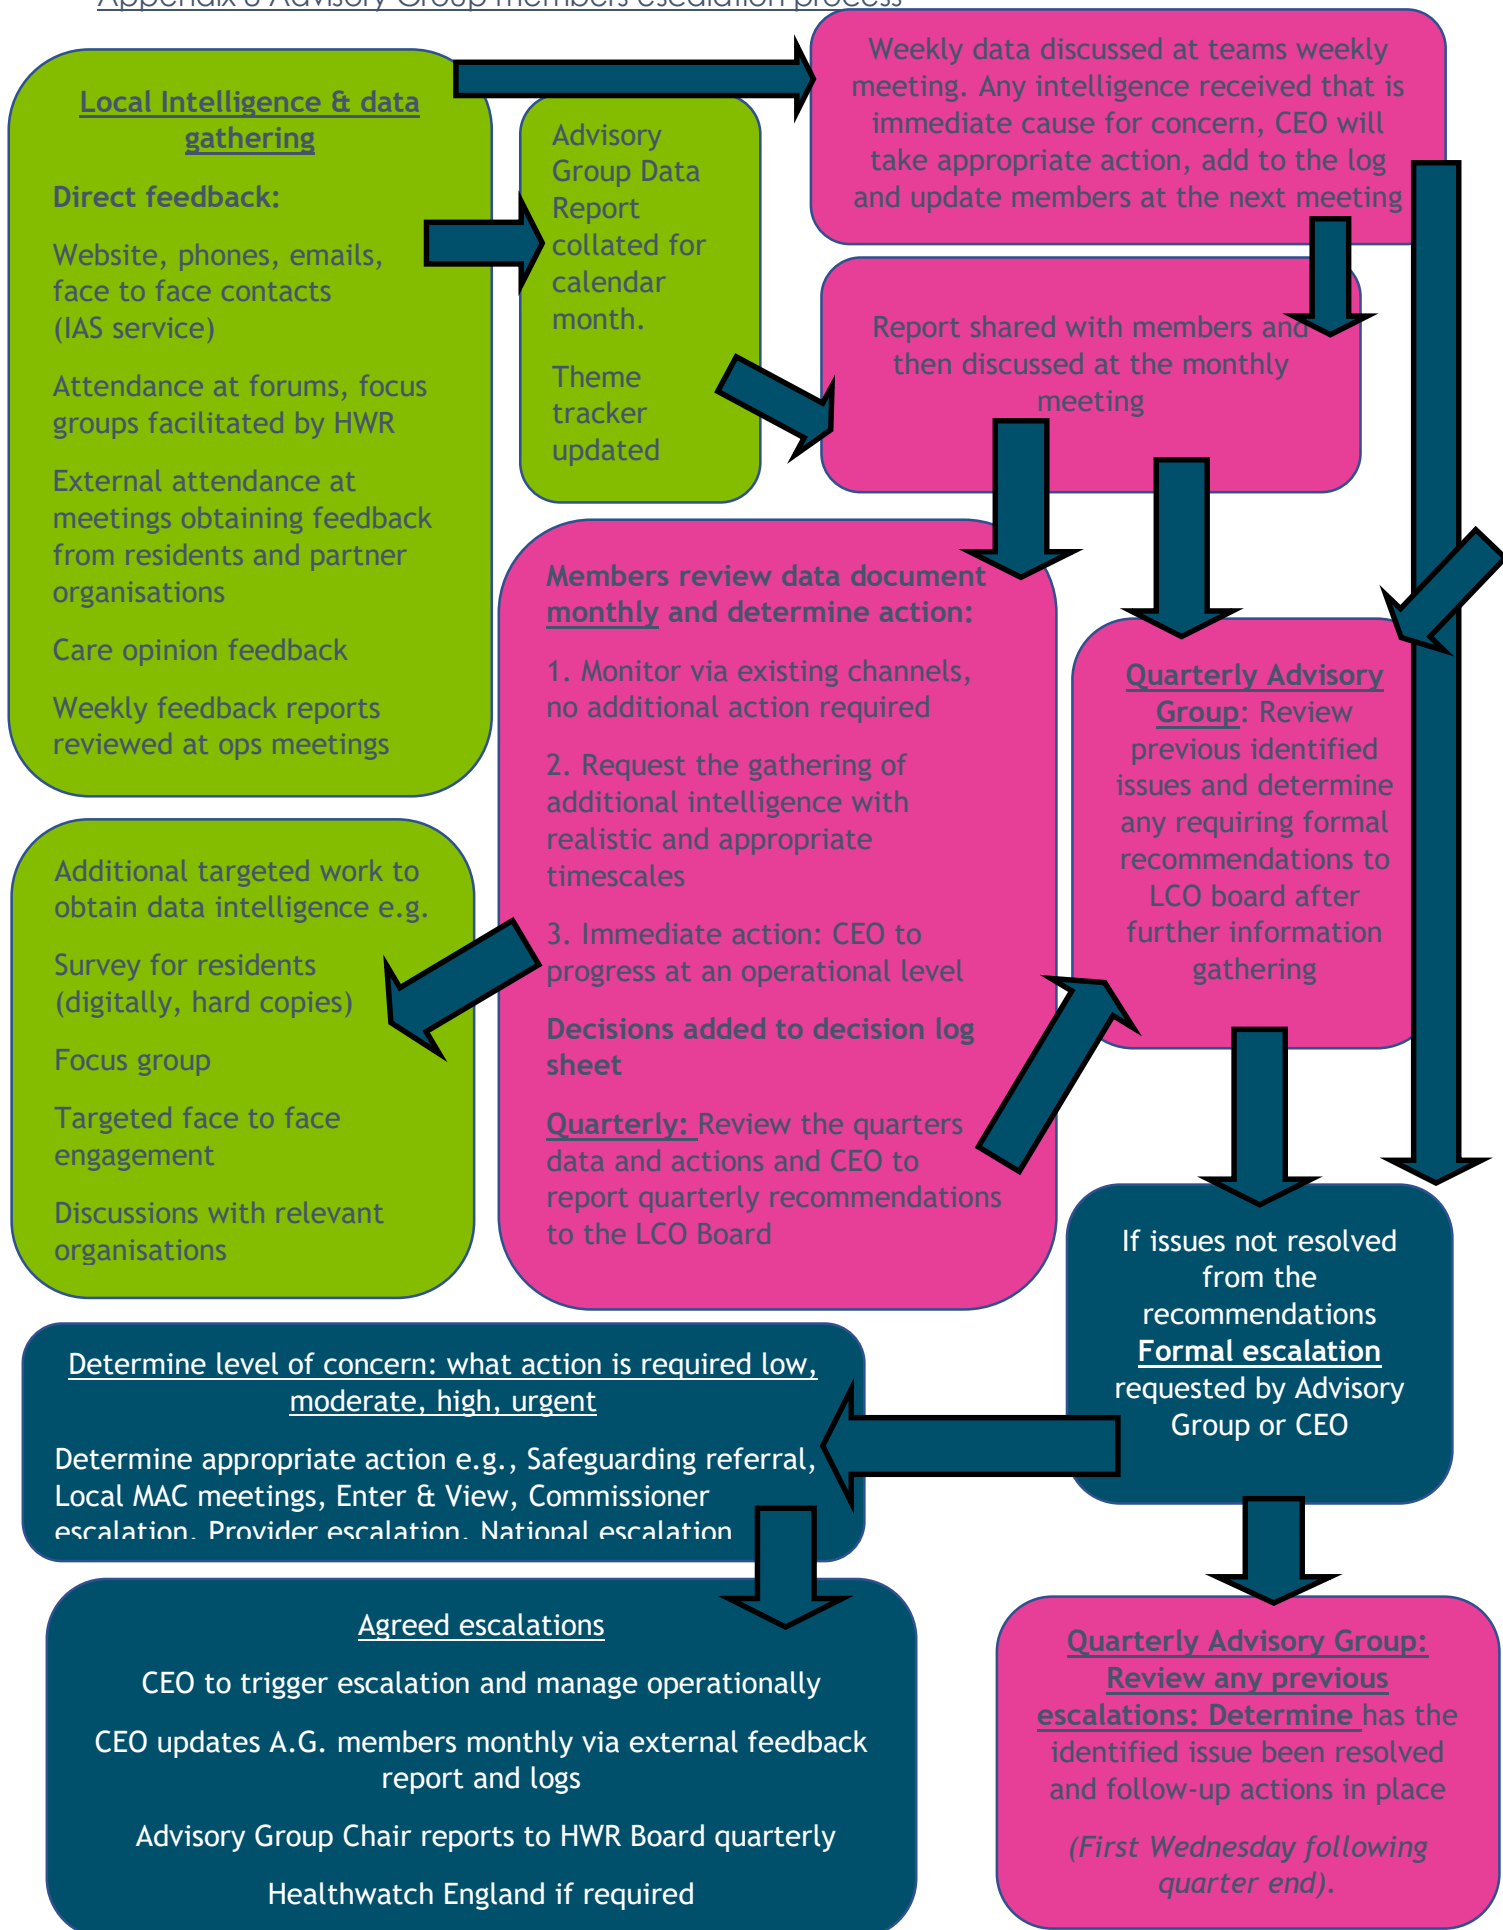 Appendix 8 Advisory Group members escalation process
Local Intelligence & data
gathering
Direct feedback:
Website, phones, emails,
face to face contacts
(IAS service)
Attendance at forums, focus
groups facilitated by HWR
External attendance at
meetings obtaining feedback
from residents and partner
organisations
Care opinion feedback
Weekly feedback reports
reviewed at ops meetings
Advisory
Group Data
Report
collated for
calendar
month.
Theme
tracker
updated
Weekly data discussed at teams weekly
meeting. Any intelligence received that is
immediate cause for concern, CEO will
take appropriate action, add to the log
and update members at the next meeting
Report shared with members and
then discussed at the monthly
meeting
Members review data document
monthly and determine action:
1. Monitor via existing channels,
no additional action required
2. Request the gathering of
additional intelligence with
realistic and appropriate
timescales
3. Immediate action: CEO to
progress at an operational level
Decisions added to decision log
sheet
Quarterly: Review the quarters
data and actions and CEO to
report quarterly recommendations
to the LCO Board
Quarterly Advisory
Group: Review
previous identified
issues and determine
any requiring formal
recommendations to
LCO board after
further information
gathering
Additional targeted work to
obtain data intelligence e.g.
Survey for residents
(digitally, hard copies)
Focus group
Targeted face to face
engagement
Discussions with relevant
organisations
If issues not resolved
from the
recommendations
Formal escalation
requested by Advisory
Group or CEO
Determine level of concern: what action is required low,
moderate, high, urgent
Determine appropriate action e.g., Safeguarding referral,
Local MAC meetings, Enter & View, Commissioner
escalation, Provider escalation, National escalation
Agreed escalations
CEO to trigger escalation and manage operationally
CEO updates A.G. members monthly via external feedback
report and logs
Advisory Group Chair reports to HWR Board quarterly
Healthwatch England if required
Quarterly Advisory Group:
Review any previous
escalations: Determine has the
identified issue been resolved
and follow-up actions in place
(First Wednesday following
quarter end).